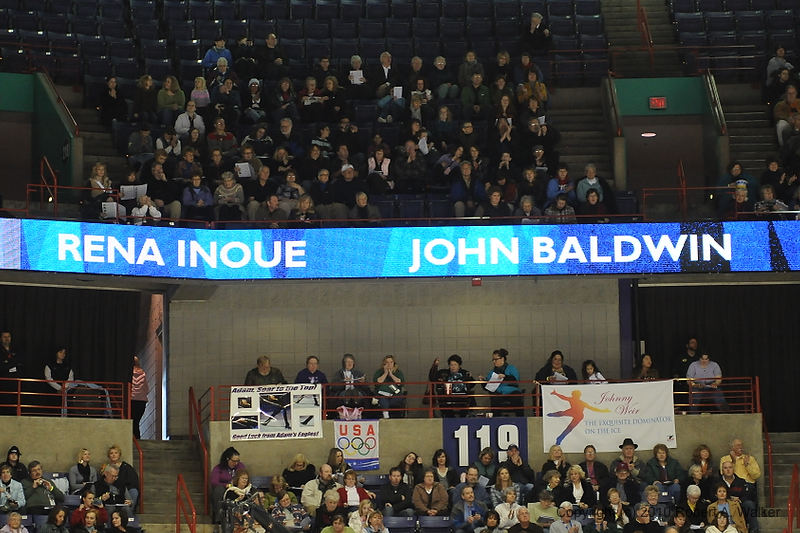 RENA INOUE JOHN BALDWIN
Adam, Soar to the Top!
Good Luck from Adam's Eagles!
USA
119
Johnny
Weir
THE EXQUISITE DOMINATOR
ON THE ICE